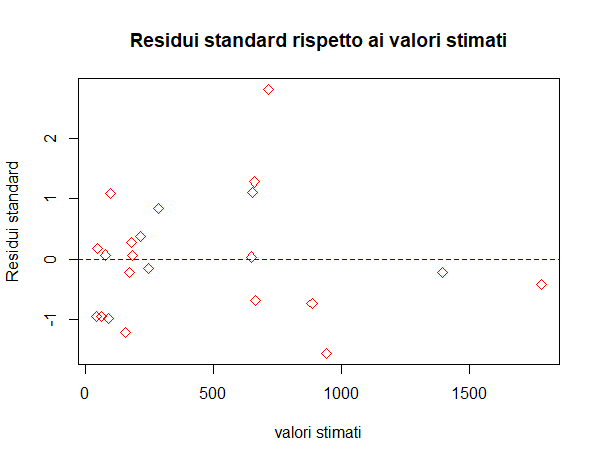 Residui standard rispetto ai valori stimati
Residui standard
2
1
0
-1
0 500 1000 1500
valori stimati